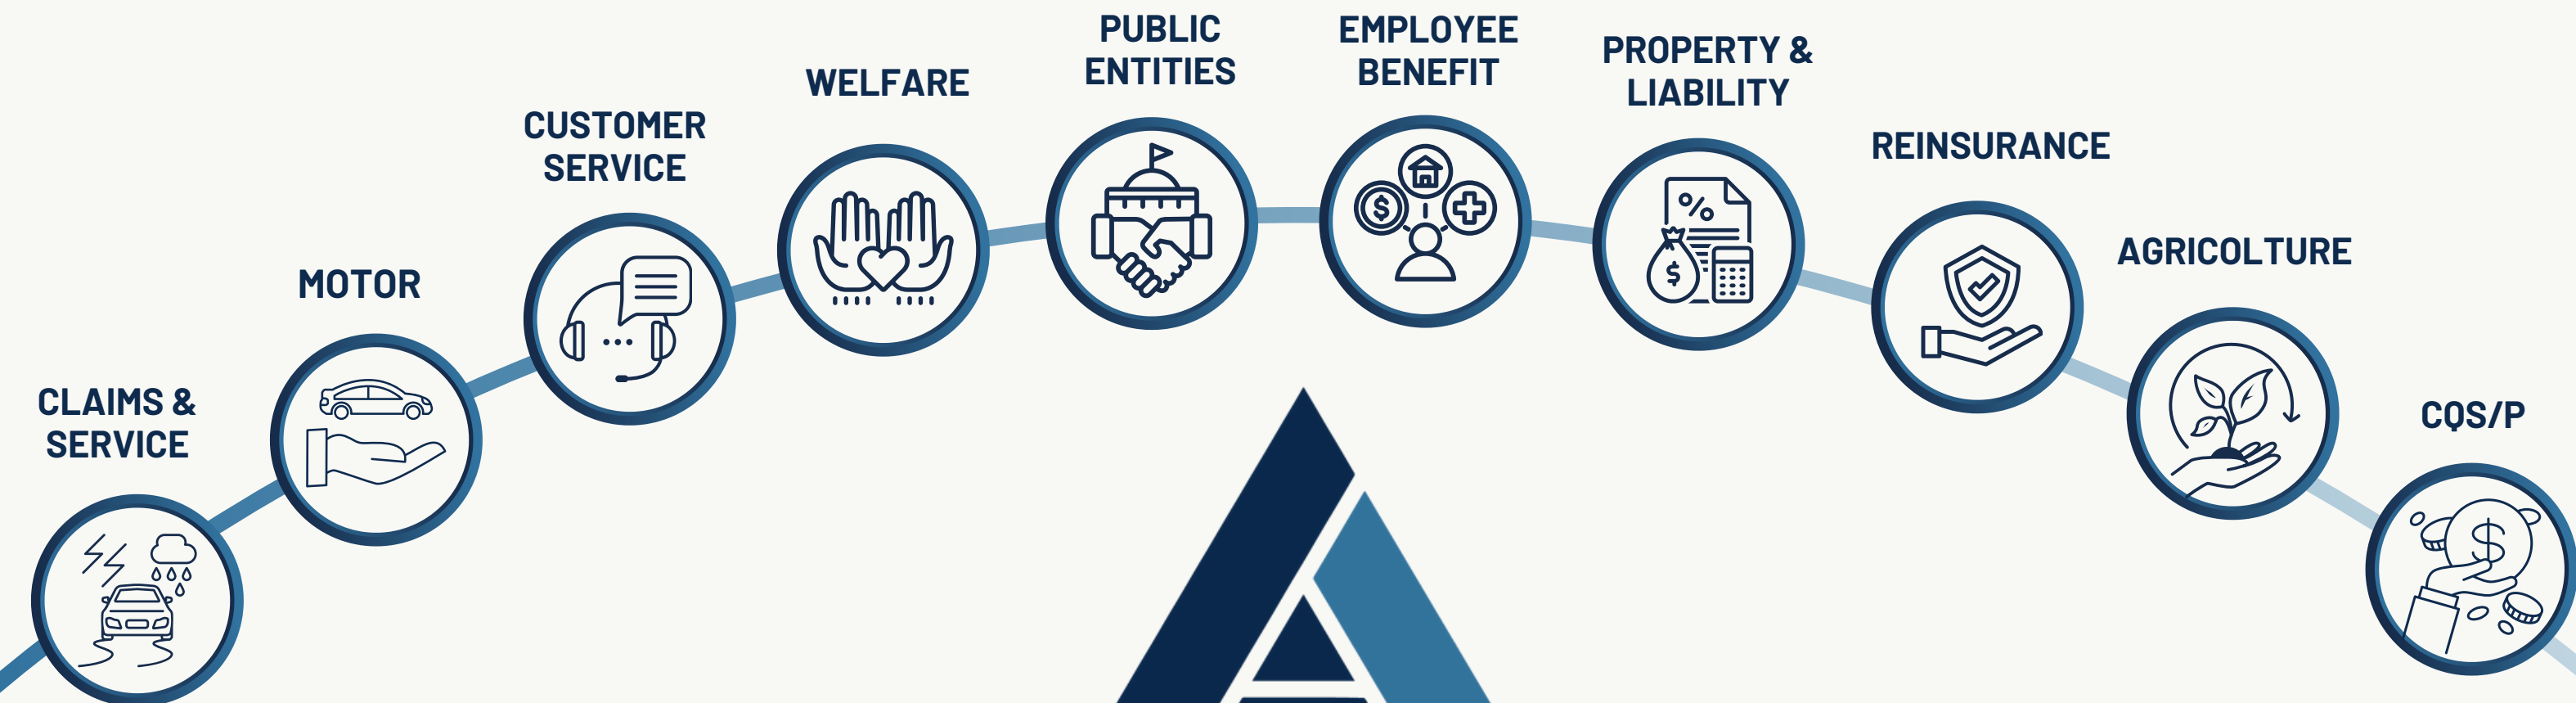 CLAIMS &
SERVICE
MOTOR
CUSTOMER
SERVICE
WELFARE
PUBLIC
ENTITIES
EMPLOYEE
BENEFIT
PROPERTY &
LIABILITY
REINSURANCE
AGRICOLTURE
CQS/P